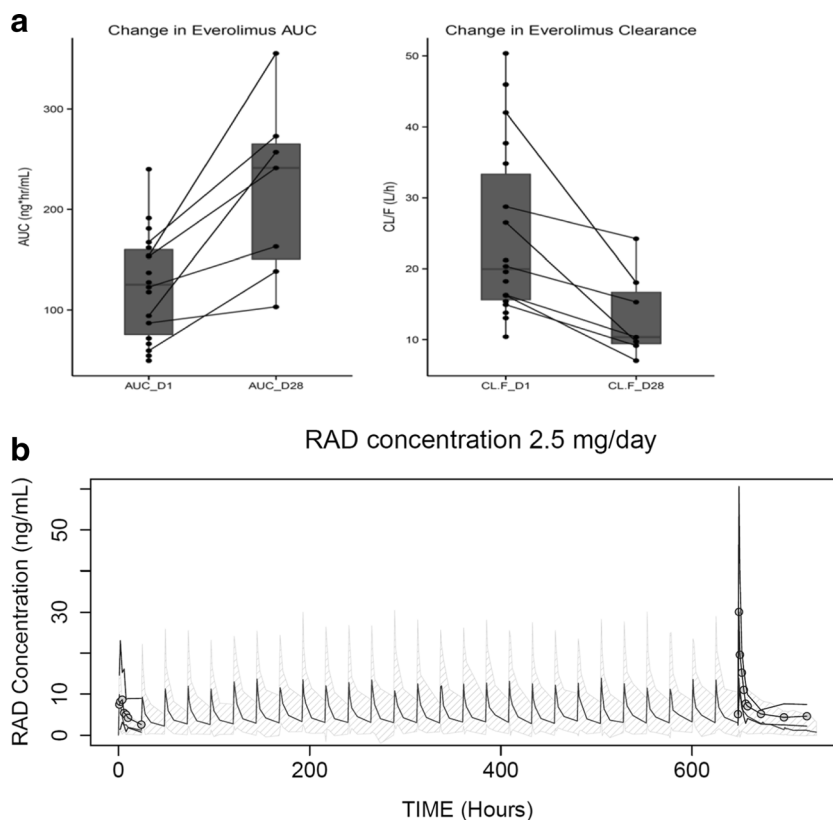 a
Change in Everolimus AUC
Change in Everolimus Clearance
AUC (ng*hr/mL)
300
200
100
AUC_D1
AUC_D28
CL/F (L/h)
50
40
30
20
10
CL.F_D1
CL.F_D28
b
RAD concentration 2.5 mg/day
RAD Concentration (ng/mL)
50
30
10
0
0
200
400
600
TIME (Hours)